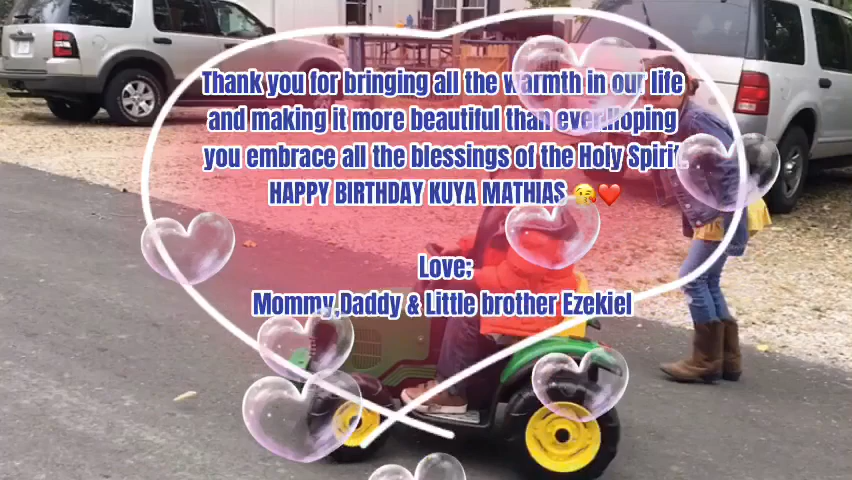 Thank you for bringing all the warmth in our life
and making it more beautiful than ever.Hoping
you embrace all the blessings of the Holy Spirit.
HAPPY BIRTHDAY KUYA MATHIAS 😘❤️
Love;
Mommy,Daddy & Little brother Ezekiel